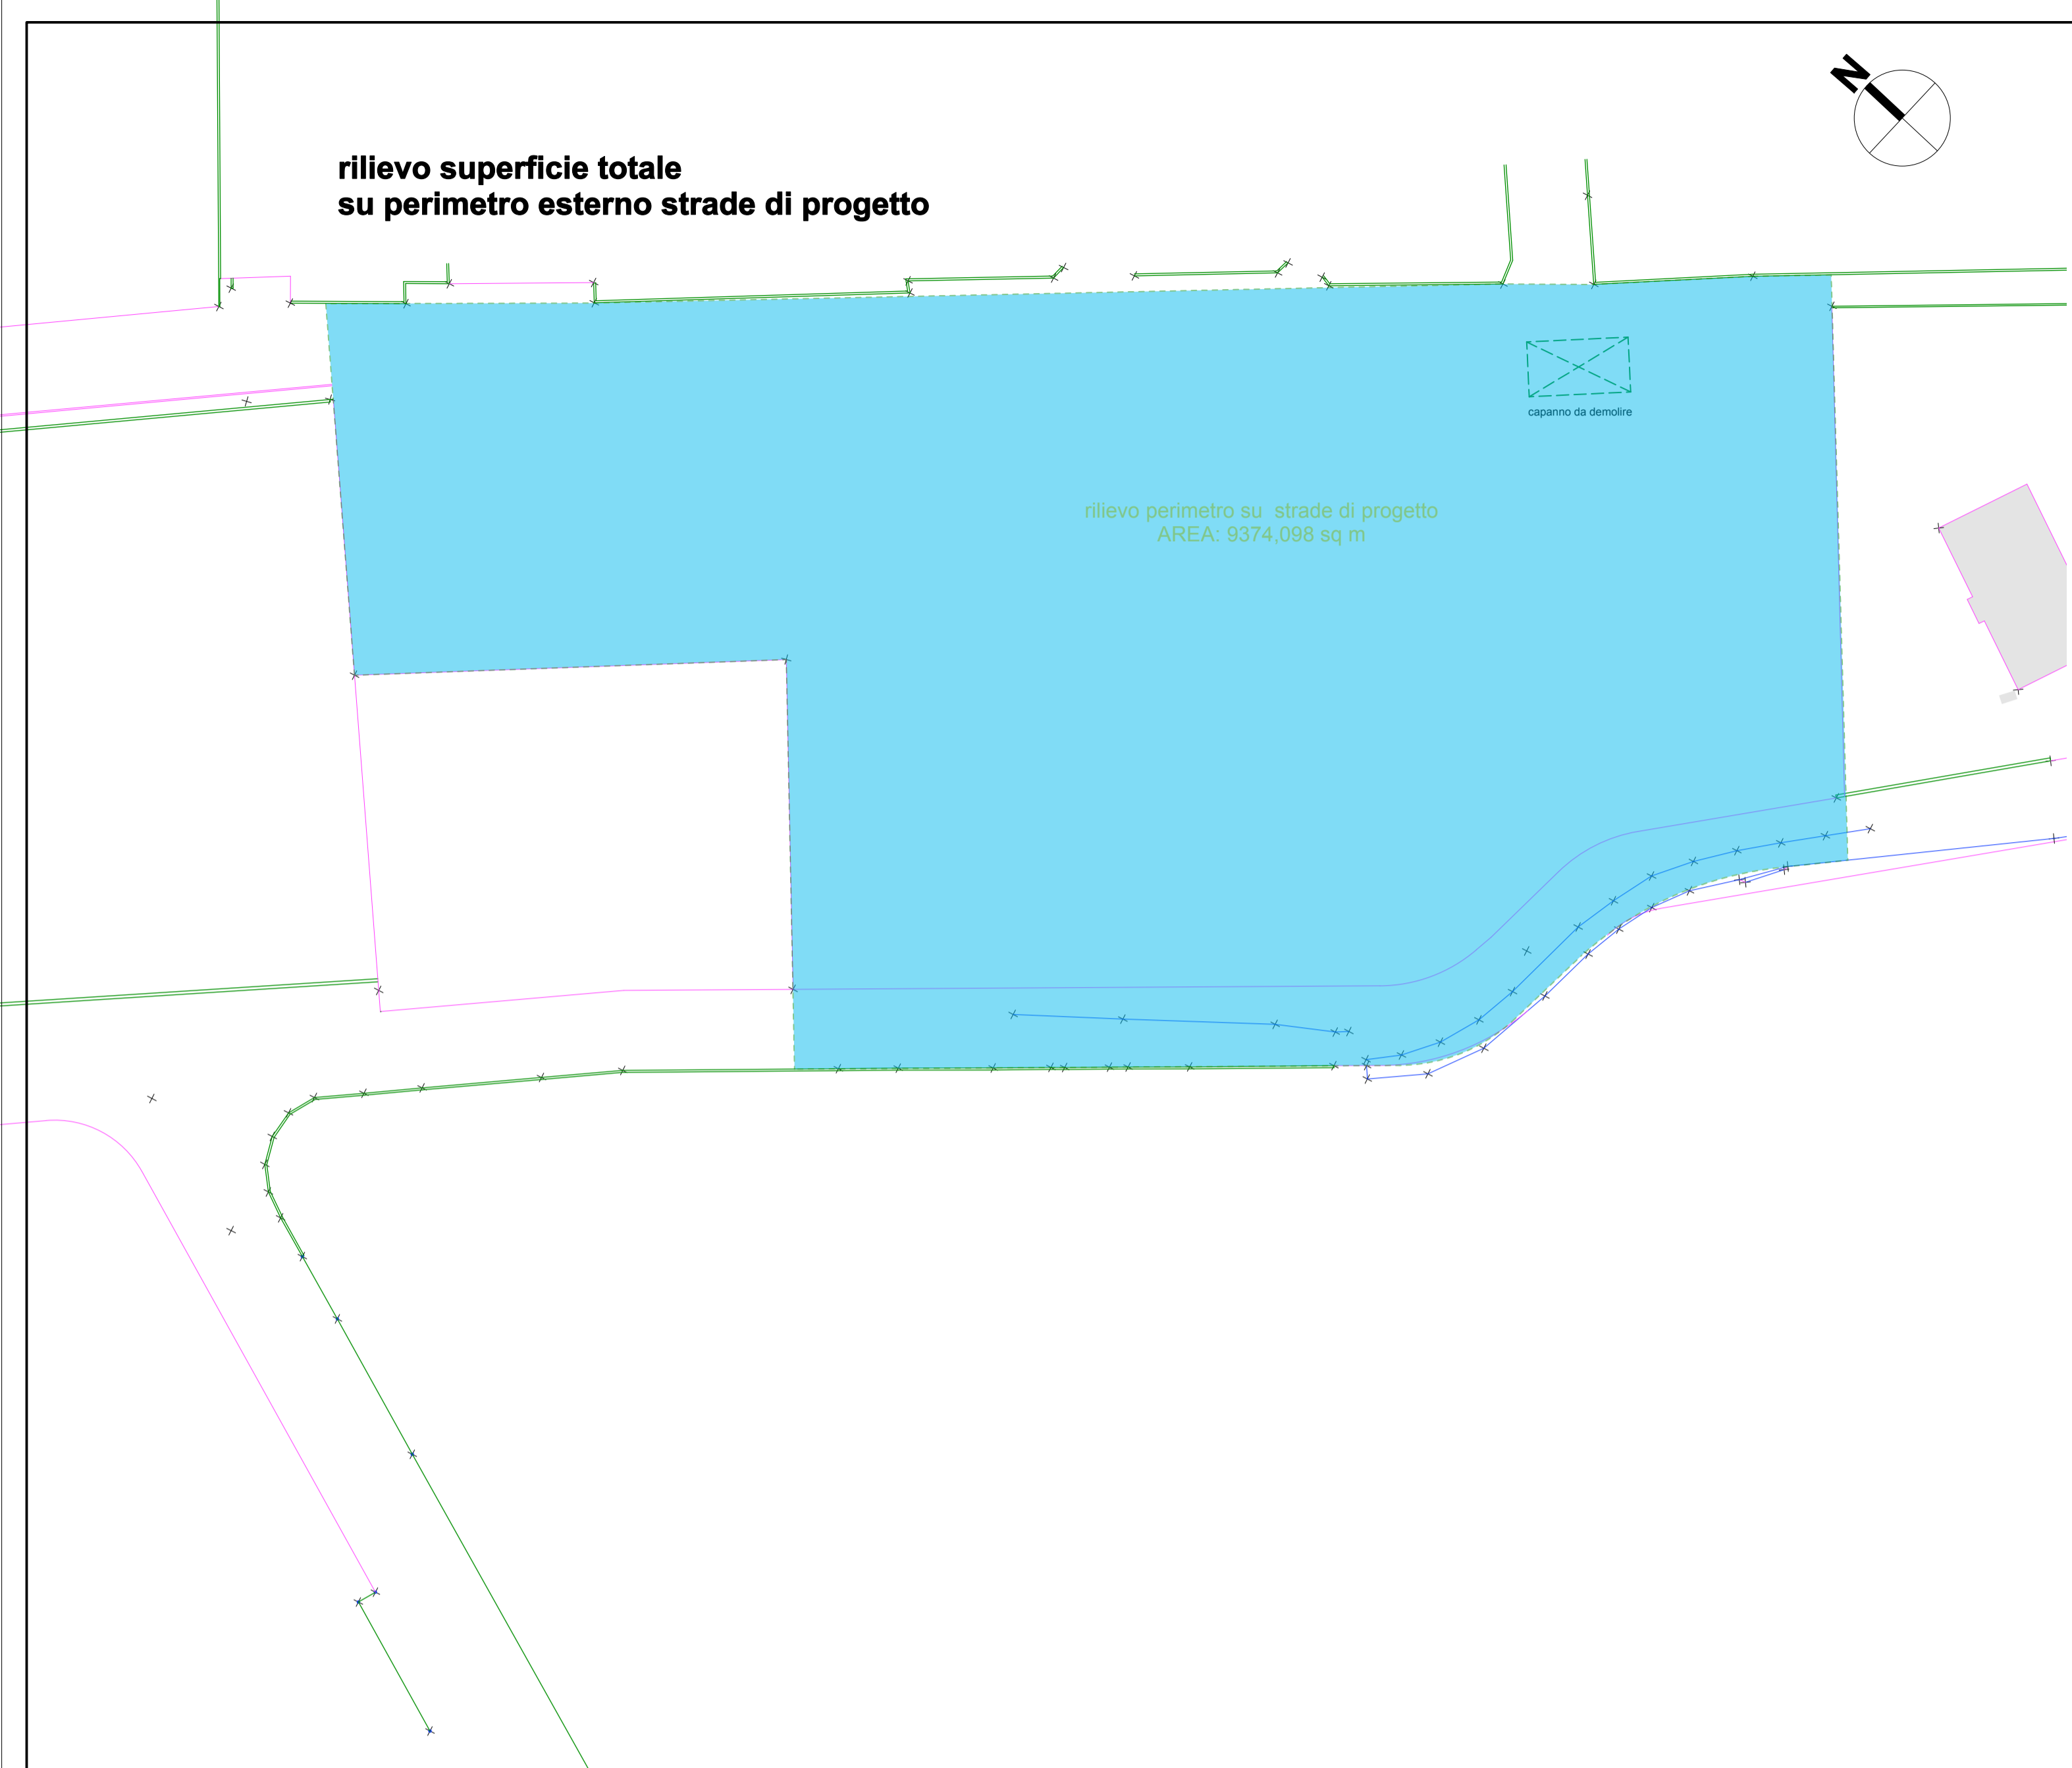 N
rilievo superficie totale
su perimetro esterno strade di progetto
capanno da demolire
rilievo perimetro su  strade di progetto
AREA: 9374,098 sq m